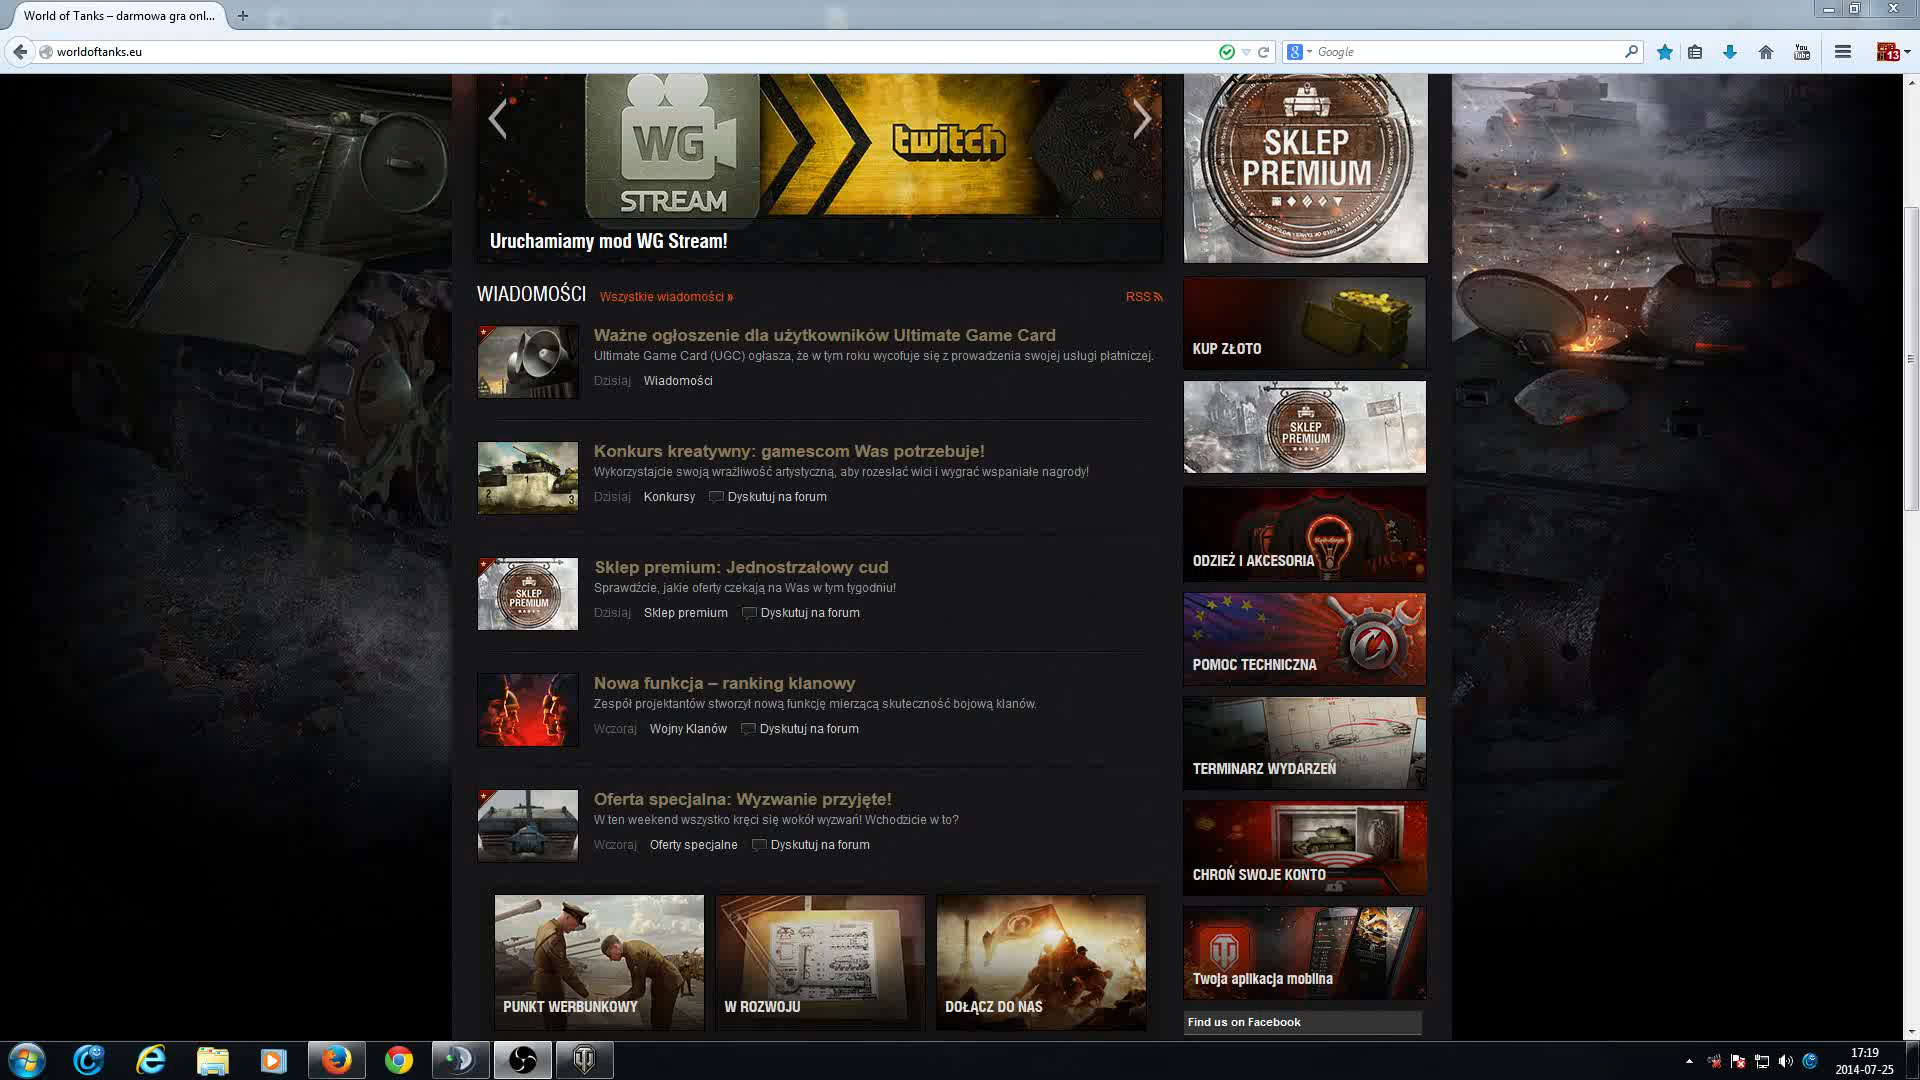 World of Tanks – darmowa gra onl...
worldoftanks.eu
Google
You Tube
13
WG
STREAM
twitch
Uruchamiamy mod WG Stream!
SKLEP
PREMIUM
WIADOMOŚCI
Wszystkie wiadomości »
RSS
Ważne ogłoszenie dla użytkowników Ultimate Game Card
Ultimate Game Card (UGC) ogłasza, że w tym roku wycofuje się z prowadzenia swojej usługi płatniczej.
Dzisiaj Wiadomości
Konkurs kreatywny: gamescom Was potrzebuje!
Wykorzystajcie swoją wrażliwość artystyczną, aby rozesłać wici i wygrać wspaniałe nagrody!
Dzisiaj Konkursy Dyskutuj na forum
2 1 3
Sklep premium: Jednostrzałowy cud
Sprawdźcie, jakie oferty czekają na Was w tym tygodniu!
Dzisiaj Sklep premium Dyskutuj na forum
SKLEP
PREMIUM
Nowa funkcja – ranking klanowy
Zespół projektantów stworzył nową funkcję mierzącą skuteczność bojową klanów.
Wczoraj Wojny Klanów Dyskutuj na forum
Oferta specjalna: Wyzwanie przyjęte!
W ten weekend wszystko kręci się wokół wyzwań! Wchodzicie w to?
Wczoraj Oferty specjalne Dyskutuj na forum
PUNKT WERBUNKOWY
W ROZWOJU
DOŁĄCZ DO NAS
KUP ZŁOTO
SKLEP
PREMIUM
ODZIEŻ I AKCESORIA
POMOC TECHNICZNA
TERMINARZ WYDARZEŃ
CHROŃ SWOJE KONTO
Twoja aplikacja mobilna
Find us on Facebook
17:19
2014-07-25